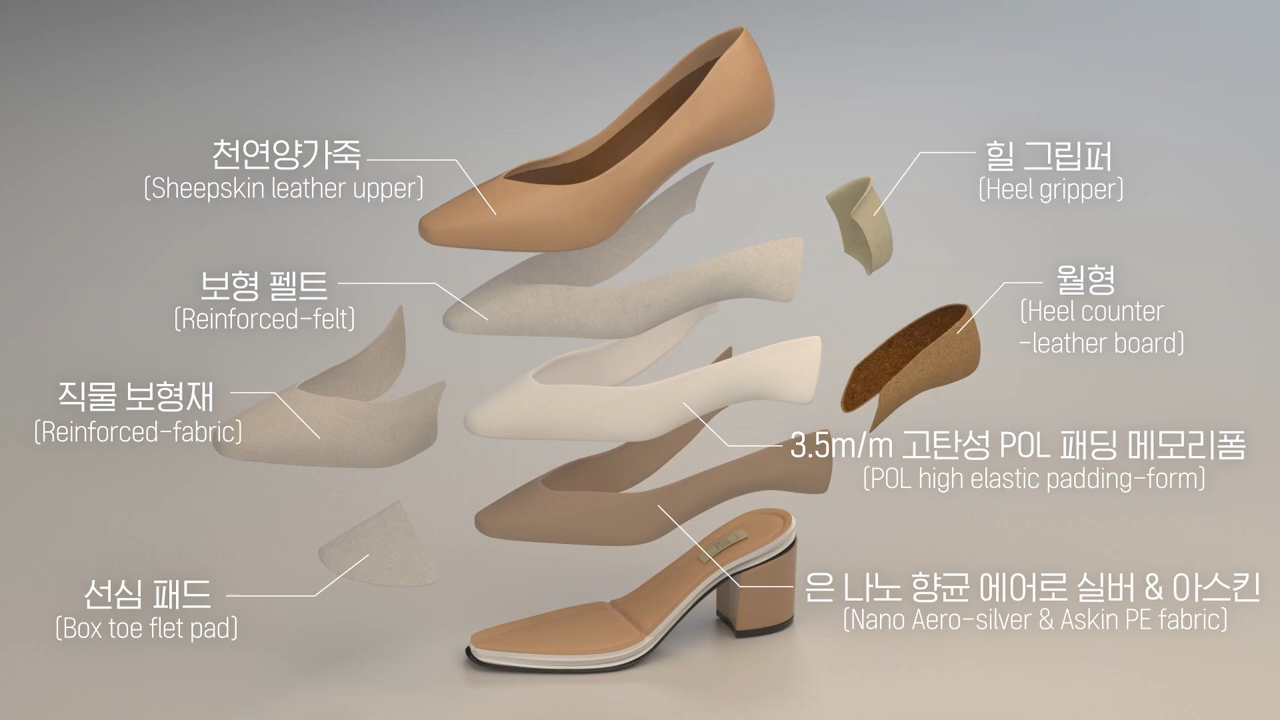 천연양가죽
(Sheepskin leather upper)
힐 그립퍼
(Heel gripper)
보형 펠트
(Reinforced-felt)
월형
(Heel counter
-leather board)
직물 보형재
(Reinforced-fabric)
3.5m/m 고탄성 POL 패딩 메모리폼
(POL high elastic padding-form)
선심 패드
(Box toe flet pad)
은 나노 향균 에어로 실버 & 아스킨
(Nano Aero-silver & Askin PE fabric)